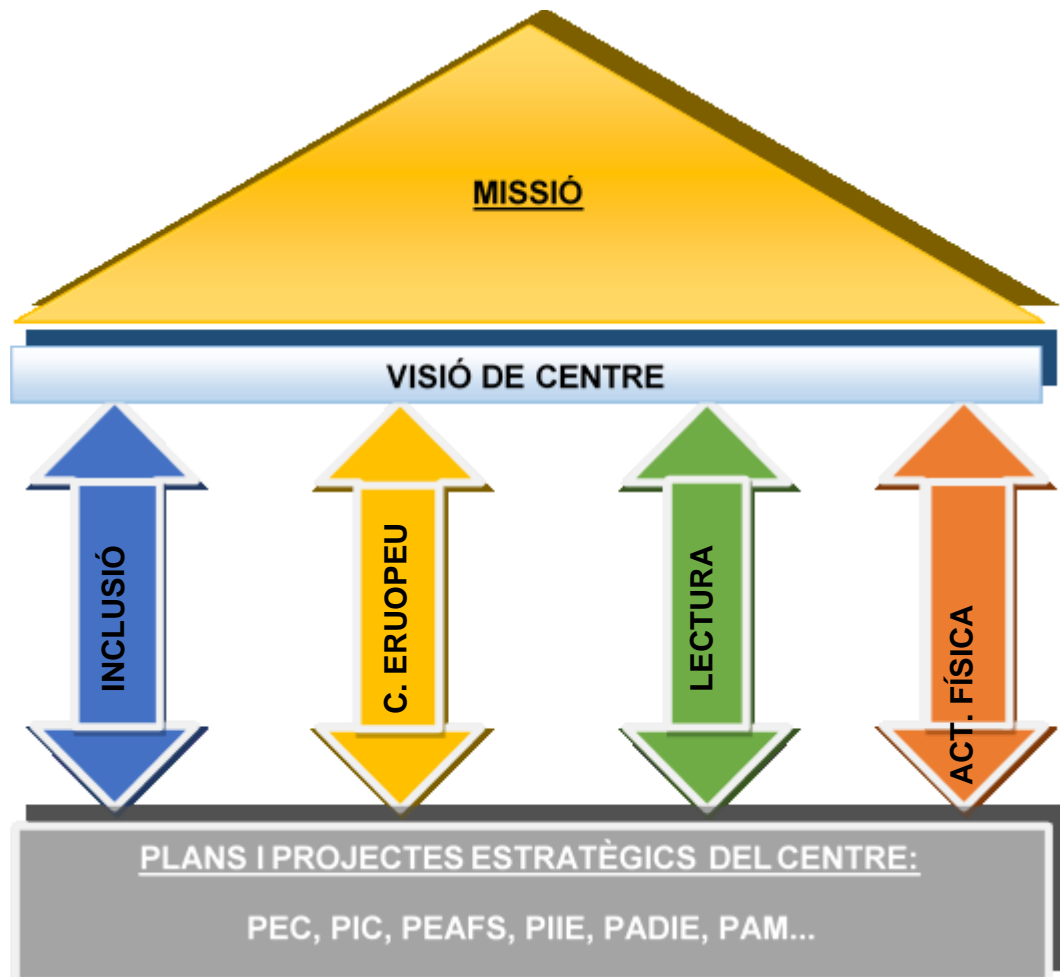 MISSIÓ
VISIÓ DE CENTRE
INCLUSIÓ
C. ERUOPEU
LECTURA
ACT. FÍSICA
PLANS I PROJECTES ESTRATÈGICS DEL CENTRE:
PEC, PIC, PEAFS, PIIE, PADIE, PAM...